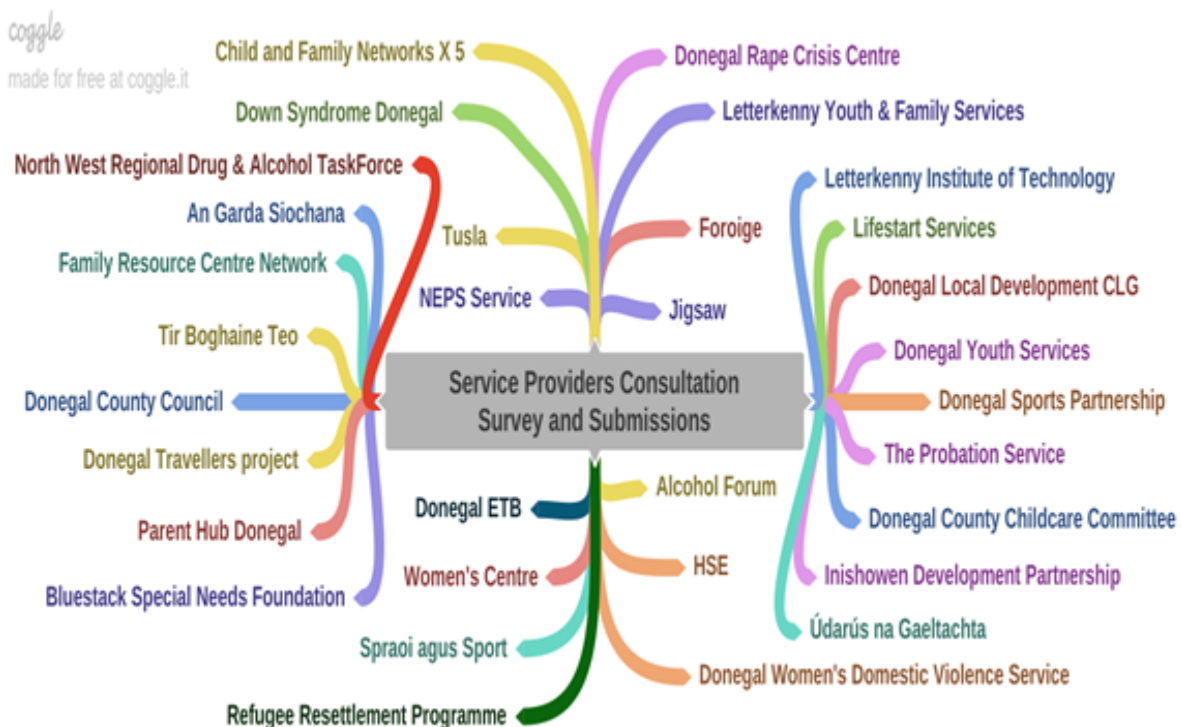 coggle
made for free at coggle.it
Child and Family Networks X 5
Donegal Rape Crisis Centre
Down Syndrome Donegal
Letterkenny Youth & Family Services
North West Regional Drug & Alcohol TaskForce
Letterkenny Institute of Technology
An Garda Siochana
Tusla
Foroige
Lifestart Services
Family Resource Centre Network
NEPS Service
Jigsaw
Donegal Local Development CLG
Tir Boghaine Teo
Donegal Youth Services
Service Providers Consultation
Survey and Submissions
Donegal County Council
Donegal Sports Partnership
Donegal Travellers project
The Probation Service
Donegal ETB
Alcohol Forum
Parent Hub Donegal
Donegal County Childcare Committee
Women's Centre
HSE
Inishowen Development Partnership
Bluestack Special Needs Foundation
Spraoi agus Sport
Údarús na Gaeltachta
Donegal Women's Domestic Violence Service
Refugee Resettlement Programme